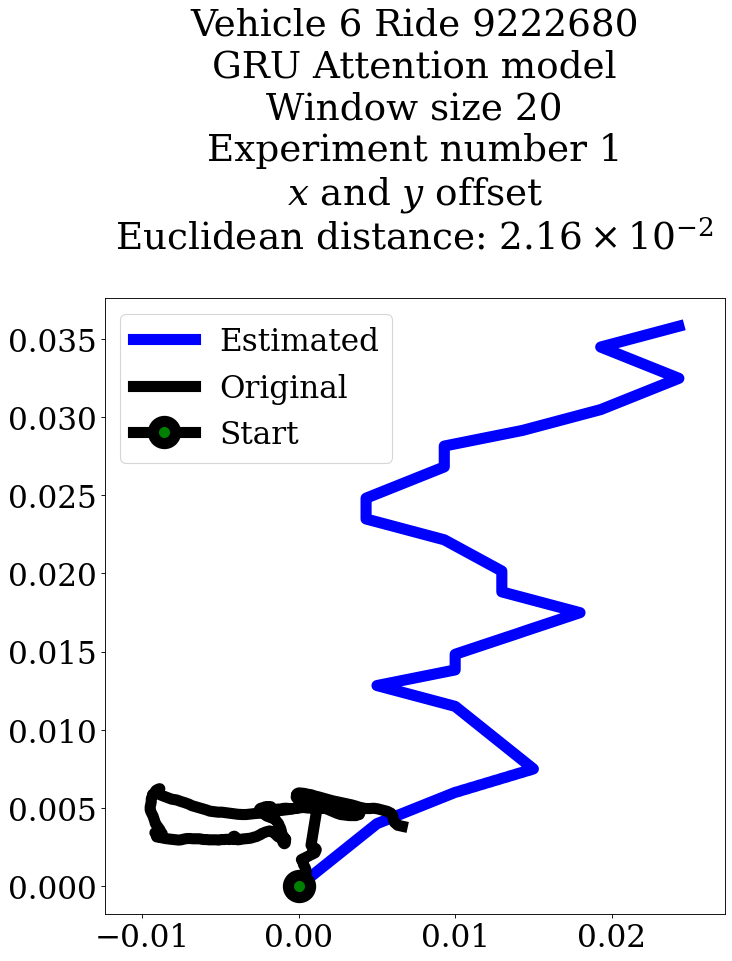 Vehicle 6 Ride 9222680
GRU Attention model
Window size 20
Experiment number 1
x and y offset
Euclidean distance: 2.16 × 10⁻²
Estimated
Original
Start
0.035
0.030
0.025
0.020
0.015
0.010
0.005
0.000
−0.01
0.00
0.01
0.02